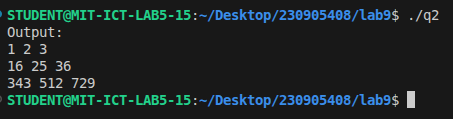 STUDENT@MIT-ICT-LAB5-15:~/Desktop/230905408/lab9$ ./q2
Output:
1 2 3
16 25 36
343 512 729
STUDENT@MIT-ICT-LAB5-15:~/Desktop/230905408/lab9$